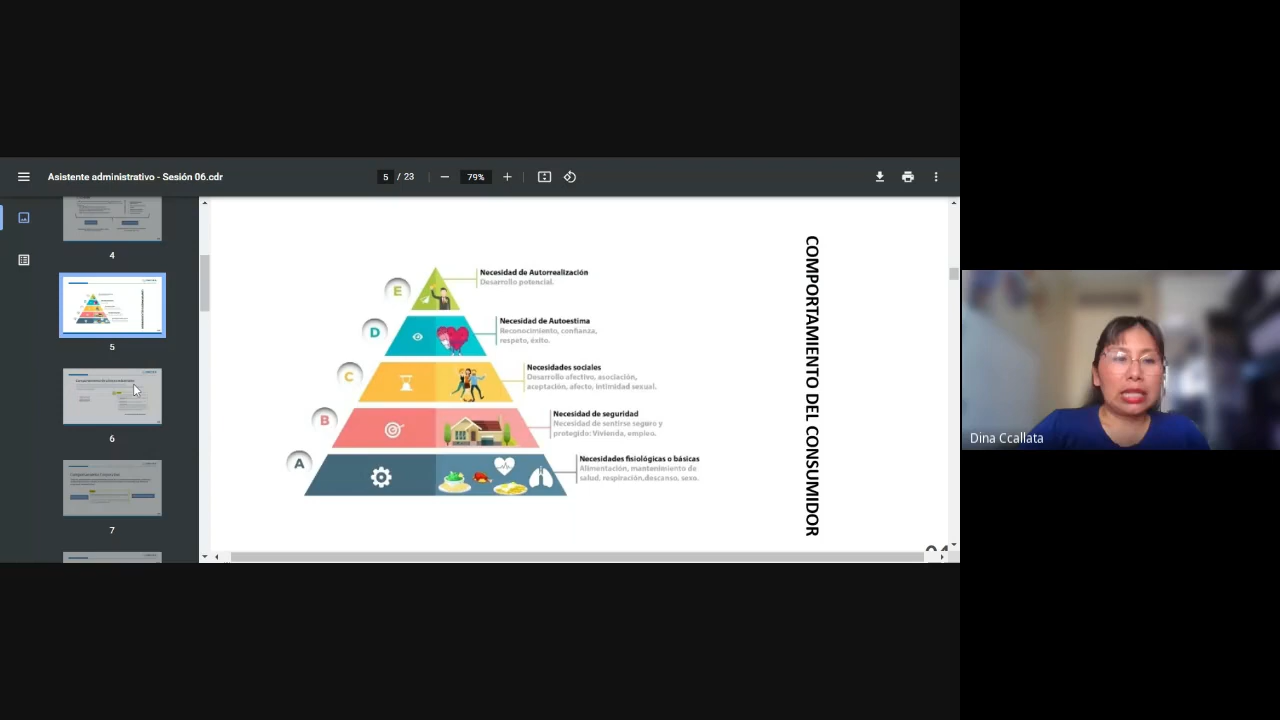 Asistente administrativo - Sesión 06.cdr
5 / 23
79%
4
5
6
7
E
Necesidad de Autorrealización
Desarrollo potencial.
D
Necesidad de Autoestima
Reconocimiento, confianza,
respeto, éxito.
C
Necesidades sociales
Desarrollo afectivo, asociación,
aceptación, afecto, intimidad sexual.
B
Necesidad de seguridad
Necesidad de sentirse seguro y
protegido: Vivienda, empleo.
A
Necesidades fisiológicas o básicas
Alimentación, mantenimiento de
salud, respiración,descanso, sexo.
COMPORTAMIENTO DEL CONSUMIDOR
Dina Ccallata